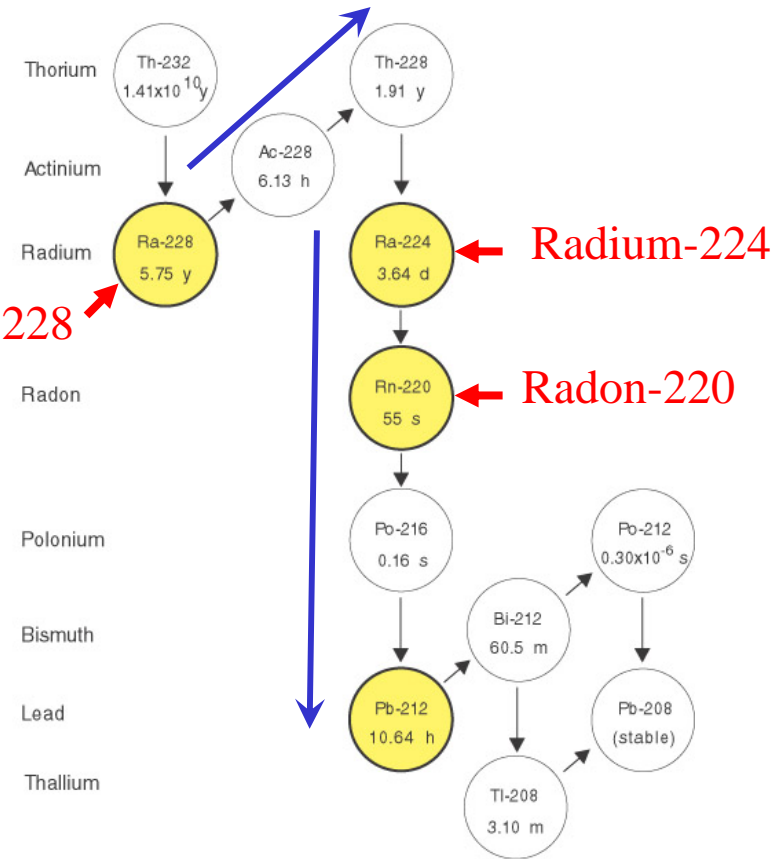 Thorium
Th-232
1.41x10^10 y
Th-228
1.91 y
Actinium
Ac-228
6.13 h
Radium
Ra-228
5.75 y
Ra-224
3.64 d
Radium-224
228
Radon
Rn-220
55 s
Radon-220
Polonium
Po-216
0.16 s
Po-212
0.30x10^-6 s
Bismuth
Bi-212
60.5 m
Lead
Pb-212
10.64 h
Pb-208
(stable)
Thallium
Tl-208
3.10 m